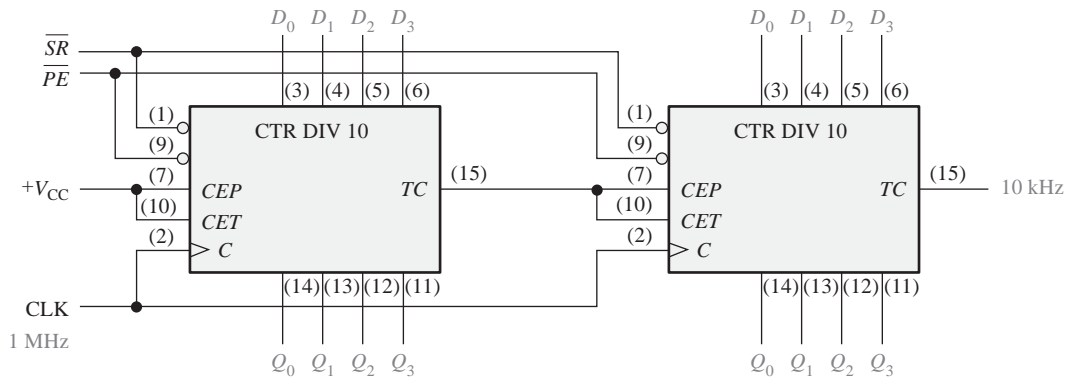 D0 D1 D2 D3 D0 D1 D2 D3
SR
PE
(3) (4) (5) (6) (3) (4) (5) (6)
(1) CTR DIV 10 (1) CTR DIV 10
(9) (9)
(7) CEP TC (15) (7) CEP TC (15) 10 kHz
+VCC
(10) CET (10) CET
(2) C (2) C
(14) (13) (12) (11) (14) (13) (12) (11)
CLK
1 MHz
Q0 Q1 Q2 Q3 Q0 Q1 Q2 Q3